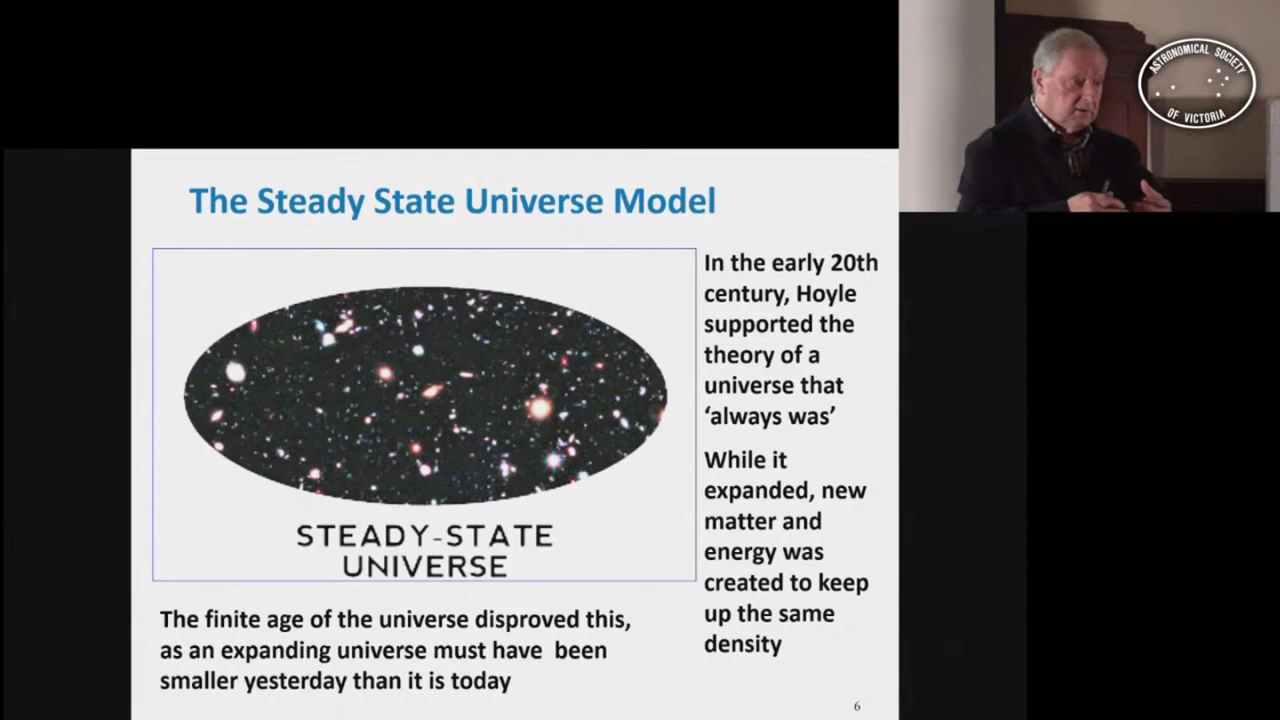 ASTRONOMICAL SOCIETY
OF VICTORIA
The Steady State Universe Model
In the early 20th
century, Hoyle
supported the
theory of a
universe that
‘always was’
While it
expanded, new
matter and
energy was
created to keep
up the same
density
STEADY-STATE
UNIVERSE
The finite age of the universe disproved this,
as an expanding universe must have been
smaller yesterday than it is today
6